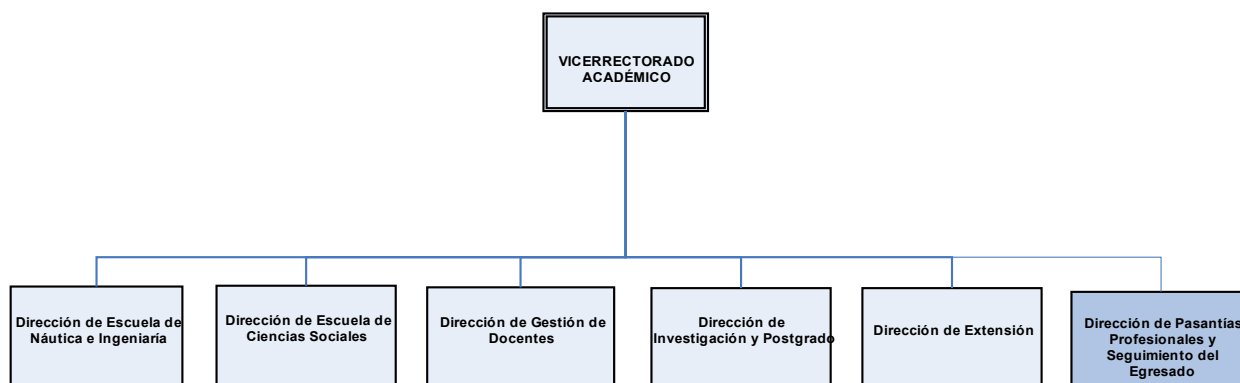 VICERRECTORADO
ACADÉMICO
Dirección de Escuela de
Náutica e Ingeniaría
Dirección de Escuela de
Ciencias Sociales
Dirección de Gestión de
Docentes
Dirección de
Investigación y Postgrado
Dirección de Extensión
Dirección de Pasantías
Profesionales y
Seguimiento del
Egresado